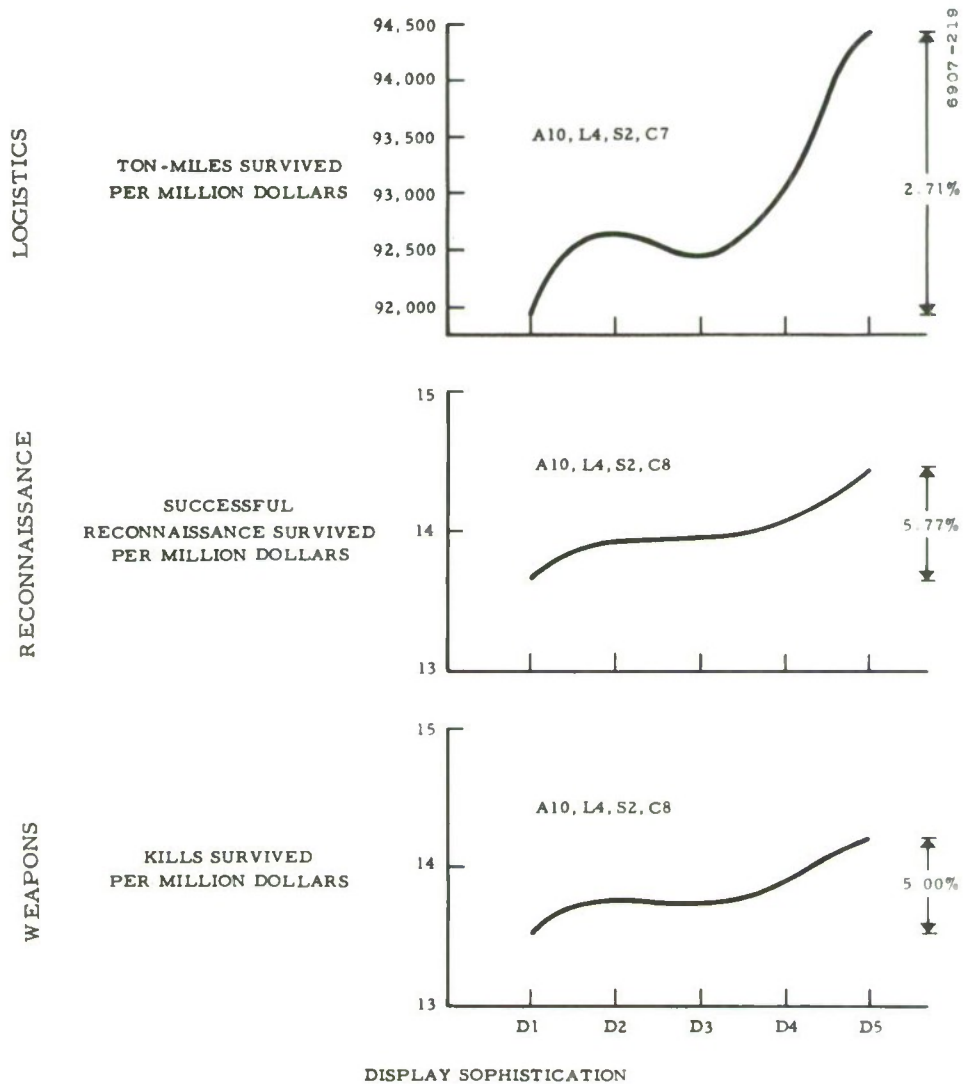 6907-219
LOGISTICS
TON-MILES SURVIVED
PER MILLION DOLLARS
94,500
94,000
93,500
93,000
92,500
92,000
A10, L4, S2, C7
2.71%
RECONNAISSANCE
SUCCESSFUL
RECONNAISSANCE SURVIVED
PER MILLION DOLLARS
15
14
13
A10, L4, S2, C8
5.77%
WEAPONS
KILLS SURVIVED
PER MILLION DOLLARS
15
14
13
A10, L4, S2, C8
5 00%
D1 D2 D3 D4 D5
DISPLAY SOPHISTICATION